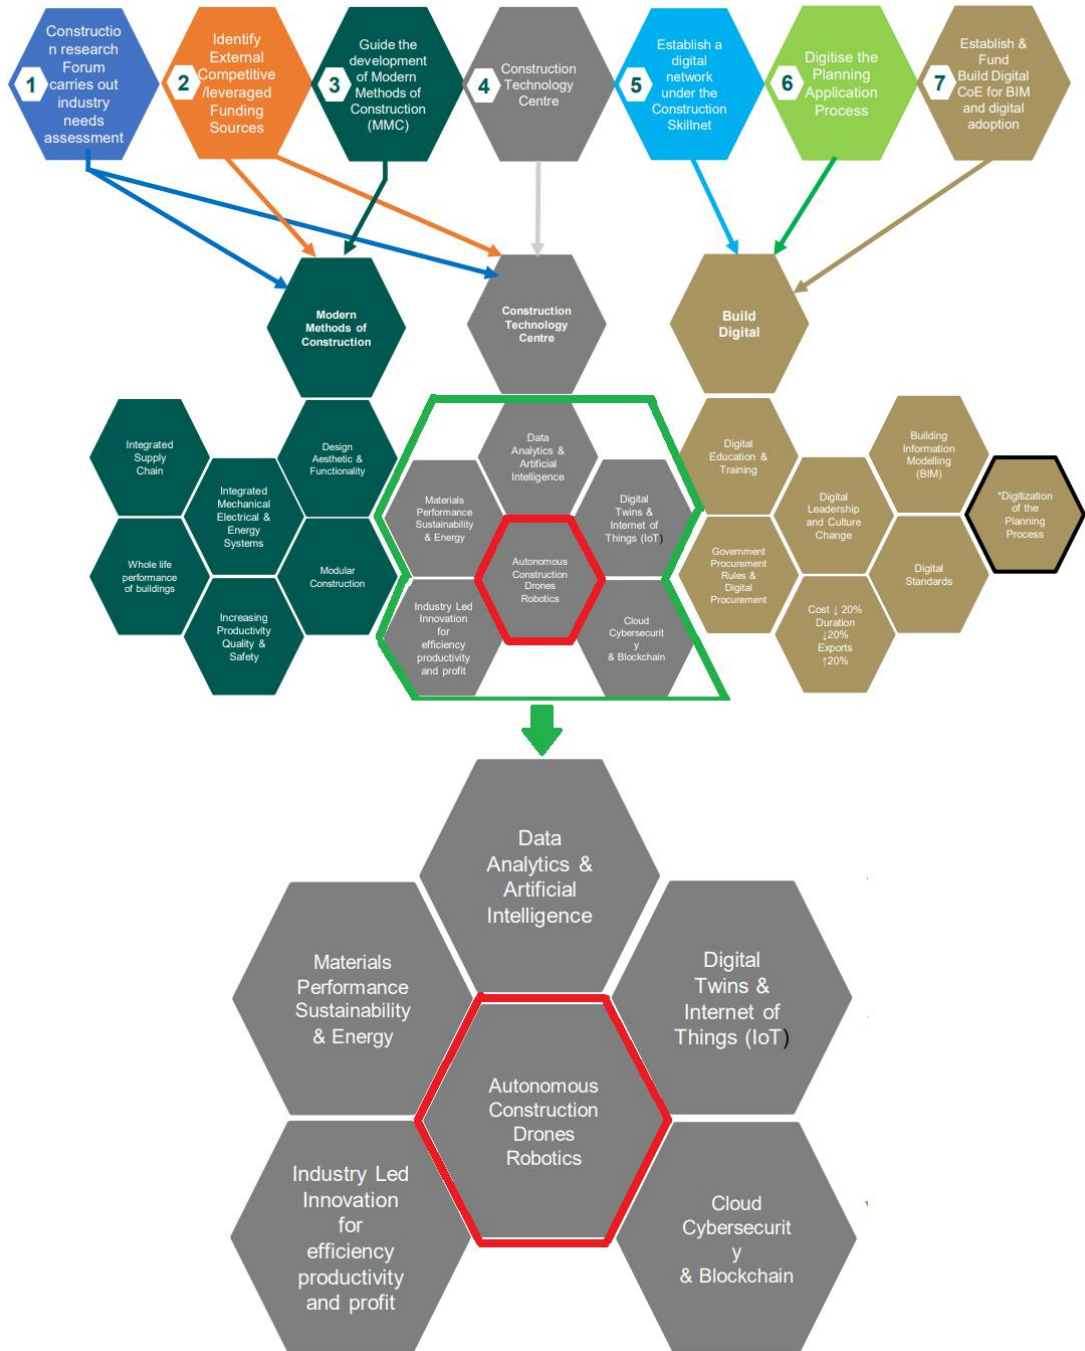 Constructio
n research
Forum
carries out
industry
needs
assessment
1
Identify
External
Competitive
/leveraged
Funding
Sources
2
Guide the
development
of Modern
Methods of
Construction
(MMC)
3
Construction
Technology
Centre
4
Establish a
digital
network
under the
Construction
Skillnet
5
Digitise the
Planning
Application
Process
6
Establish &
Fund
Build Digital
CoE for BIM
and digital
adoption
7
Modern
Methods of
Construction
Construction
Technology
Centre
Build
Digital
Integrated
Supply
Chain
Design
Aesthetic &
Functionality
Integrated
Mechanical
Electrical &
Energy
Systems
Whole life
performance
of buildings
Modular
Construction
Increasing
Productivity
Quality &
Safety
Data
Analytics &
Artificial
Intelligence
Materials
Performance
Sustainability
& Energy
Digital
Twins &
Internet of
Things (IoT)
Autonomous
Construction
Drones
Robotics
Industry Led
Innovation
for
efficiency
productivity
and profit
Cloud
Cybersecurit
y
& Blockchain
Digital
Education &
Training
Building
Information
Modelling
(BIM)
Digital
Leadership
and Culture
Change
*Digitization
of the
Planning
Process
Government
Procurement
Rules &
Digital
Procurement
Digital
Standards
Cost ↓ 20%
Duration
↓20%
Exports
↑20%
Data
Analytics &
Artificial
Intelligence
Materials
Performance
Sustainability
& Energy
Digital
Twins &
Internet of
Things (IoT)
Autonomous
Construction
Drones
Robotics
Industry Led
Innovation
for
efficiency
productivity
and profit
Cloud
Cybersecurit
y
& Blockchain